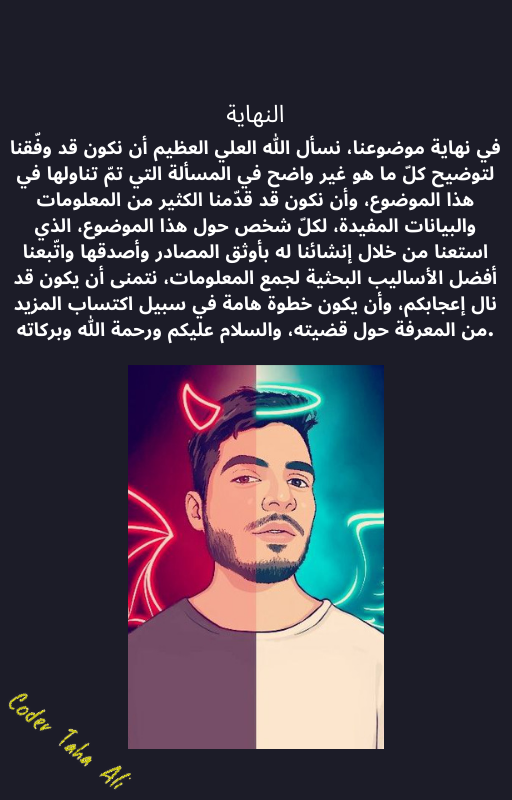 النهاية
في نهاية موضوعنا، نسأل الله العلي العظيم أن نكون قد وفّقنا
لتوضيح كلّ ما هو غير واضح في المسألة التي تمّ تناولها في
هذا الموضوع، وأن نكون قد قدّمنا الكثير من المعلومات
والبيانات المفيدة، لكلّ شخص حول هذا الموضوع، الذي
استعنا من خلال إنشائنا له بأوثق المصادر وأصدقها واتّبعنا
أفضل الأساليب البحثية لجمع المعلومات، نتمنى أن يكون قد
نال إعجابكم، وأن يكون خطوة هامة في سبيل اكتساب المزيد
من المعرفة حول قضيته، والسلام عليكم ورحمة الله وبركاته.
Coder Taha Ali